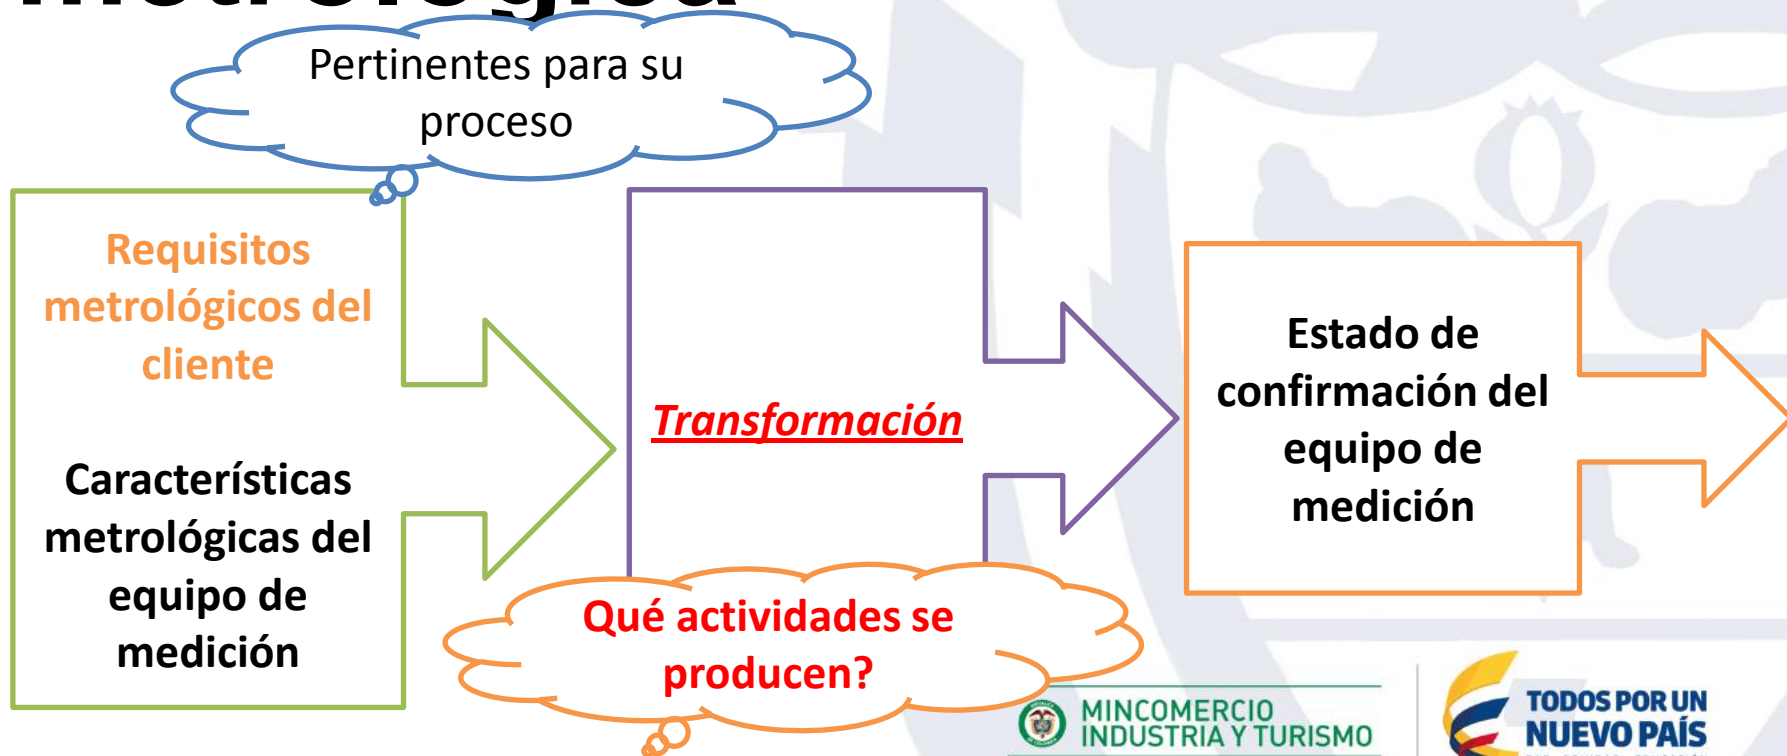 metrológica
Pertinentes para su
proceso
Requisitos
metrológicos del
cliente
Características
metrológicas del
equipo de
medición
Transformación
Qué actividades se
producen?
Estado de
confirmación del
equipo de
medición
MINCOMERCIO
INDUSTRIA Y TURISMO
TODOS POR UN
NUEVO PAÍS